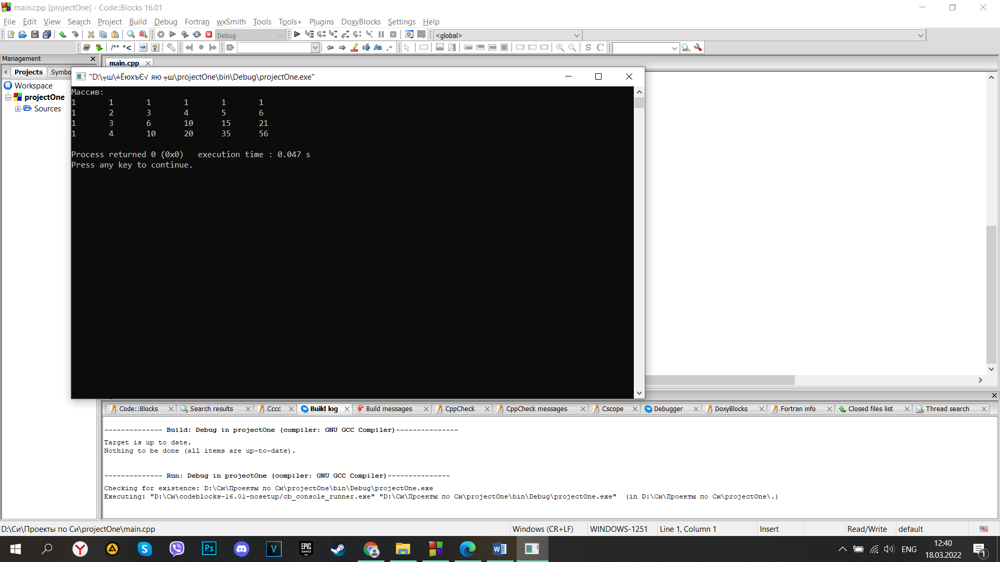 main.cpp [projectOne] - Code::Blocks 16.01
File Edit View Search Project Build Debug Fortran wxSmith Tools Tools+ Plugins DoxyBlocks Settings Help
Debug <global>
/** *<
Aa .* S C
Management
main.cpp
Projects Symbo
"D:\╤ш\╧ЁюхъЄ√ яю ╤ш\projectOne\bin\Debug\projectOne.exe"
Workspace
projectOne
Sources
Массив:
1 1 1 1 1 1
1 2 3 4 5 6
1 3 6 10 15 21
1 4 10 20 35 56
Process returned 0 (0x0) execution time : 0.047 s
Press any key to continue.
Code::Blocks Search results Cccc Build log Build messages CppCheck CppCheck messages Cscope Debugger DoxyBlocks Fortran info Closed files list Thread search
-------------- Build: Debug in projectOne (compiler: GNU GCC Compiler)---------------
Target is up to date.
Nothing to be done (all items are up-to-date).
-------------- Run: Debug in projectOne (compiler: GNU GCC Compiler)---------------
Checking for existence: D:\Си\Проекты по Си\projectOne\bin\Debug\projectOne.exe
Executing: "D:\Си\codeblocks-16.01-nosetup/cb_console_runner.exe" "D:\Си\Проекты по Си\projectOne\bin\Debug\projectOne.exe" (in D:\Си\Проекты по Си\projectOne\.)
D:\Си\Проекты по Си\projectOne\main.cpp Windows (CR+LF) WINDOWS-1251 Line 1, Column 1 Insert Read/Write default
Ps V EPIC GAMES ENG
12:40
18.03.2022
1